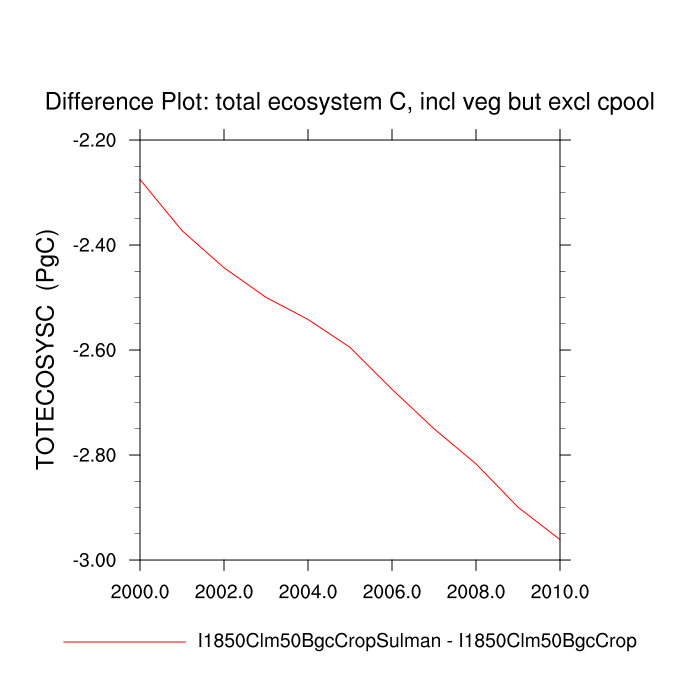 Difference Plot: total ecosystem C, incl veg but excl cpool
-2.20
-2.40
-2.60
-2.80
-3.00
TOTECOSYSC (PgC)
2000.0 2002.0 2004.0 2006.0 2008.0 2010.0
I1850Clm50BgcCropSulman - I1850Clm50BgcCrop